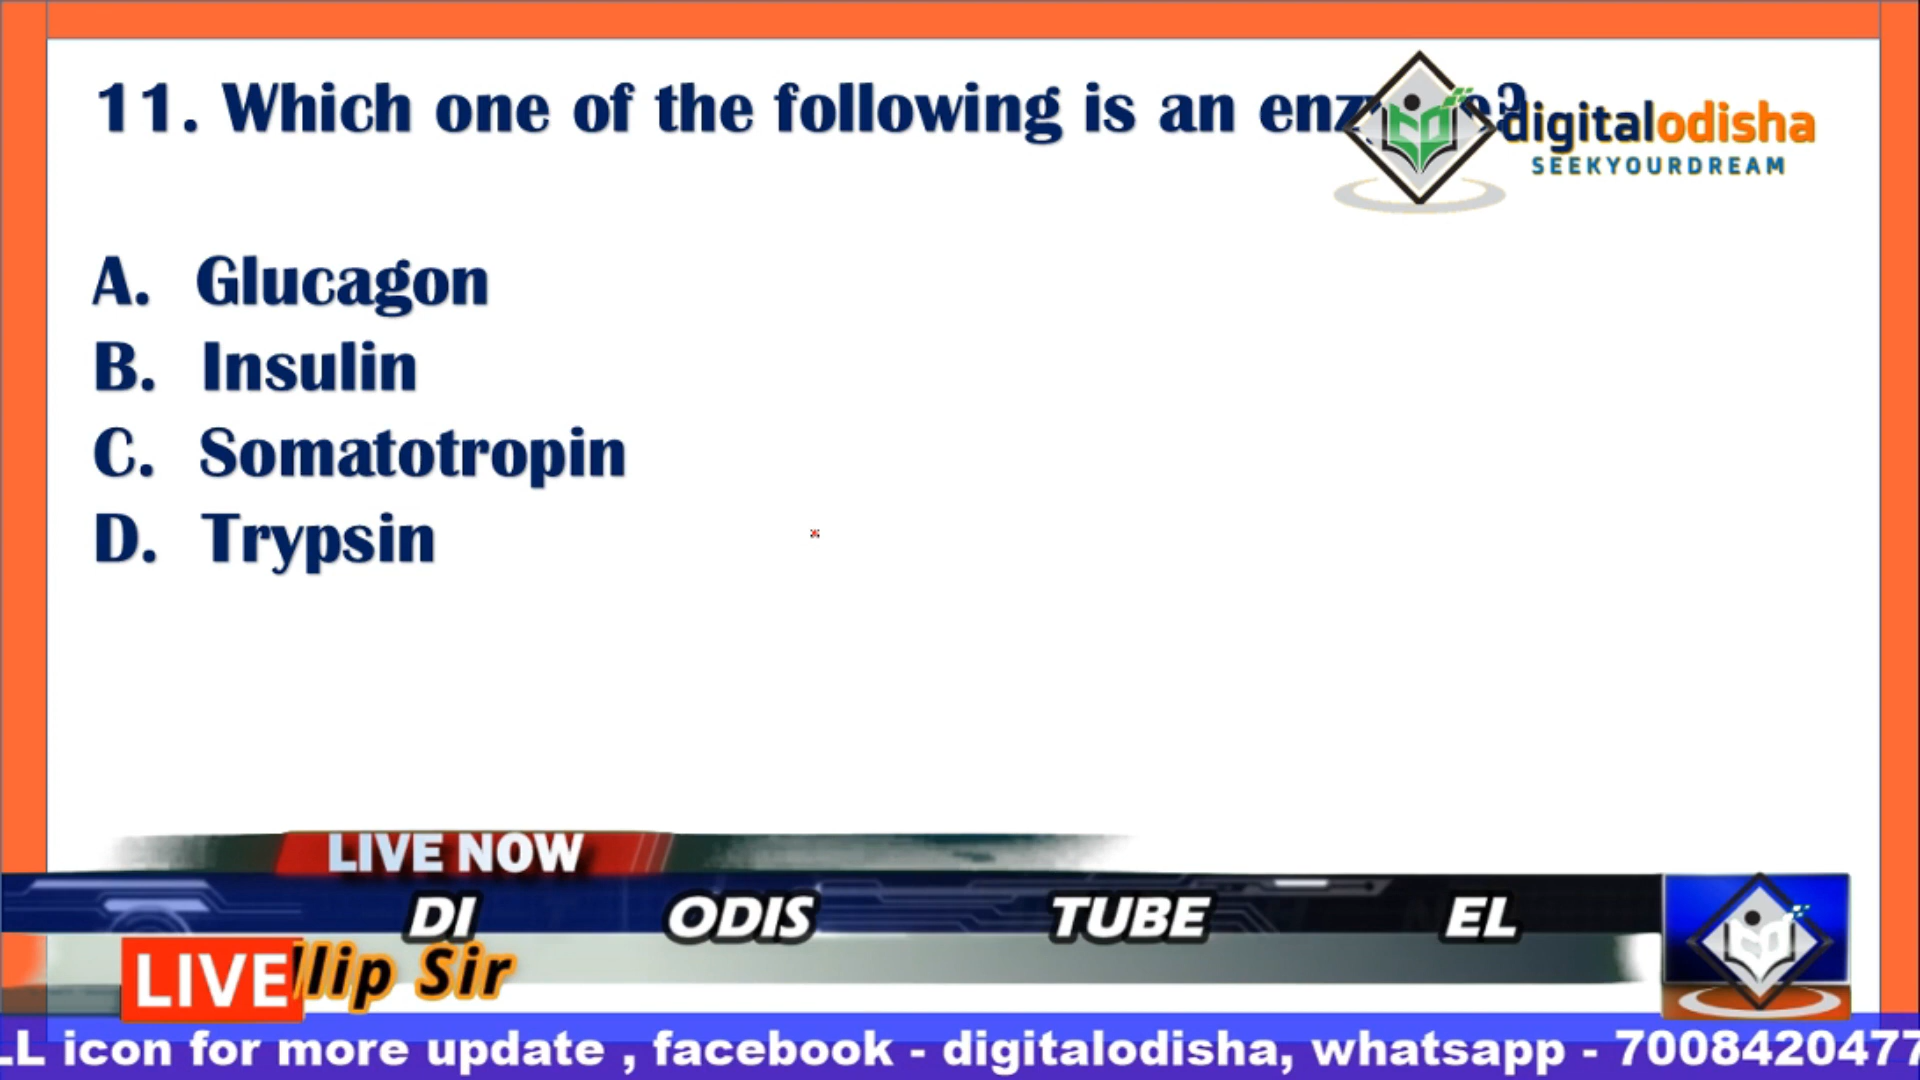 11. Which one of the following is an
digitalodisha
SEEKYOURDREAM
A. Glucagon
B. Insulin
C. Somatotropin
D. Trypsin
LIVE NOW
DI ODIS TUBE EL
LIVE llip Sir
LL icon for more update , facebook - digitalodisha, whatsapp - 7008420477